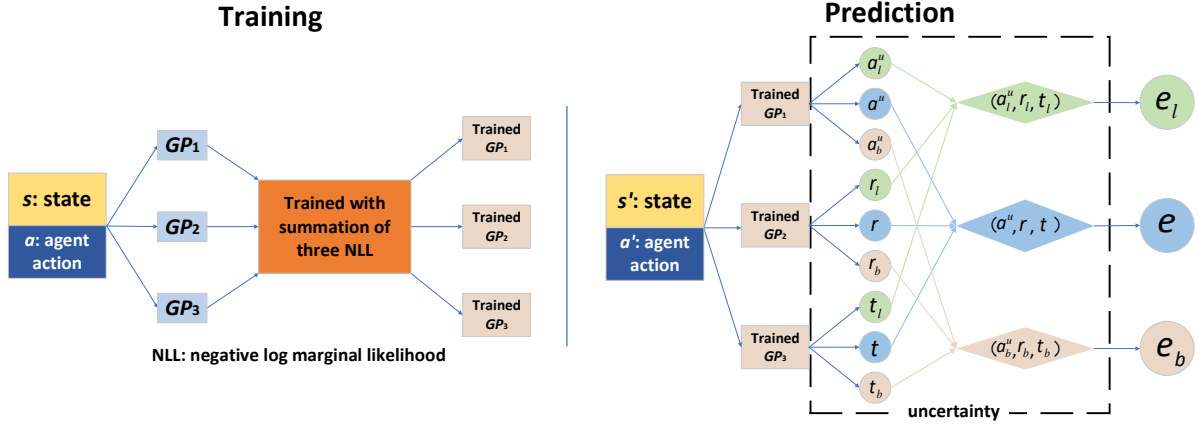 Training
s: state
a: agent
action
GP1
GP2
GP3
Trained with
summation of
three NLL
Trained
GP1
Trained
GP2
Trained
GP3
NLL: negative log marginal likelihood
Prediction
s': state
a': agent
action
Trained
GP1
Trained
GP2
Trained
GP3
a_l^u
a^u
a_b^u
r_l
r
r_b
t_l
t
t_b
(a_l^u, r_l, t_l)
(a^u, r, t)
(a_b^u, r_b, t_b)
uncertainty
e_l
e
e_b